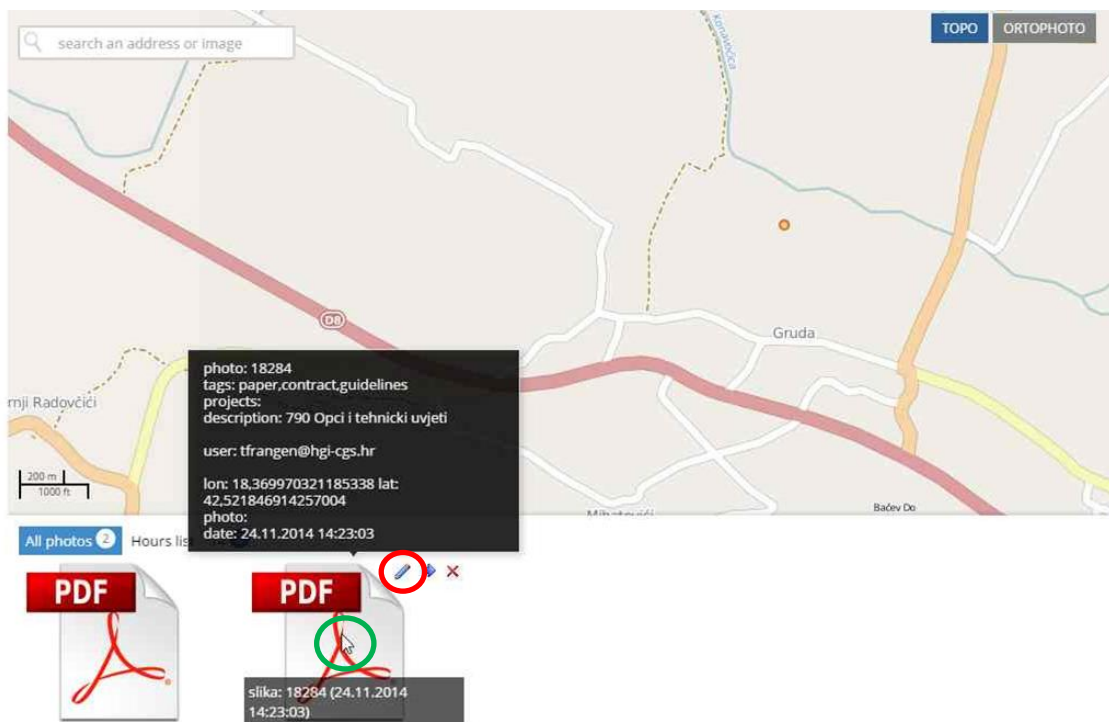 search an address or image
TOPO
ORTOPHOTO
Konavočica
D8
Gruda
photo: 18284
tags: paper,contract,guidelines
projects:
description: 790 Opci i tehnicki uvjeti
user: tfrangen@hgi-cgs.hr
lon: 18,369970321185338 lat:
42,521846914257004
photo:
date: 24.11.2014 14:23:03
rnji Radovčići
200 m
1000 ft
Mihatovići
Baćev Do
All photos 2
Hours lis
PDF
PDF
slika: 18284 (24.11.2014
14:23:03)